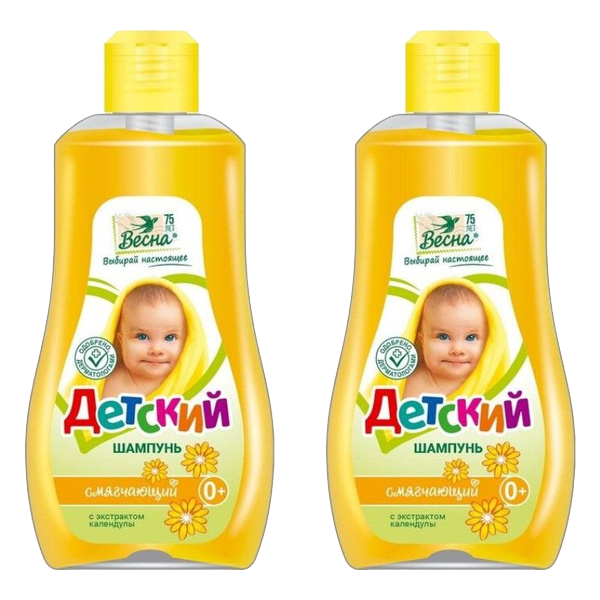 75
ЛЕТ
Весна®
Выбирай настоящее
ОДОБРЕНО
ДЕРМАТОЛОГАМИ
Детский
ШАМПУНЬ
смягчающий
0+
с экстрактом
календулы
75
ЛЕТ
Весна®
Выбирай настоящее
ОДОБРЕНО
ДЕРМАТОЛОГАМИ
Детский
ШАМПУНЬ
смягчающий
0+
с экстрактом
календулы